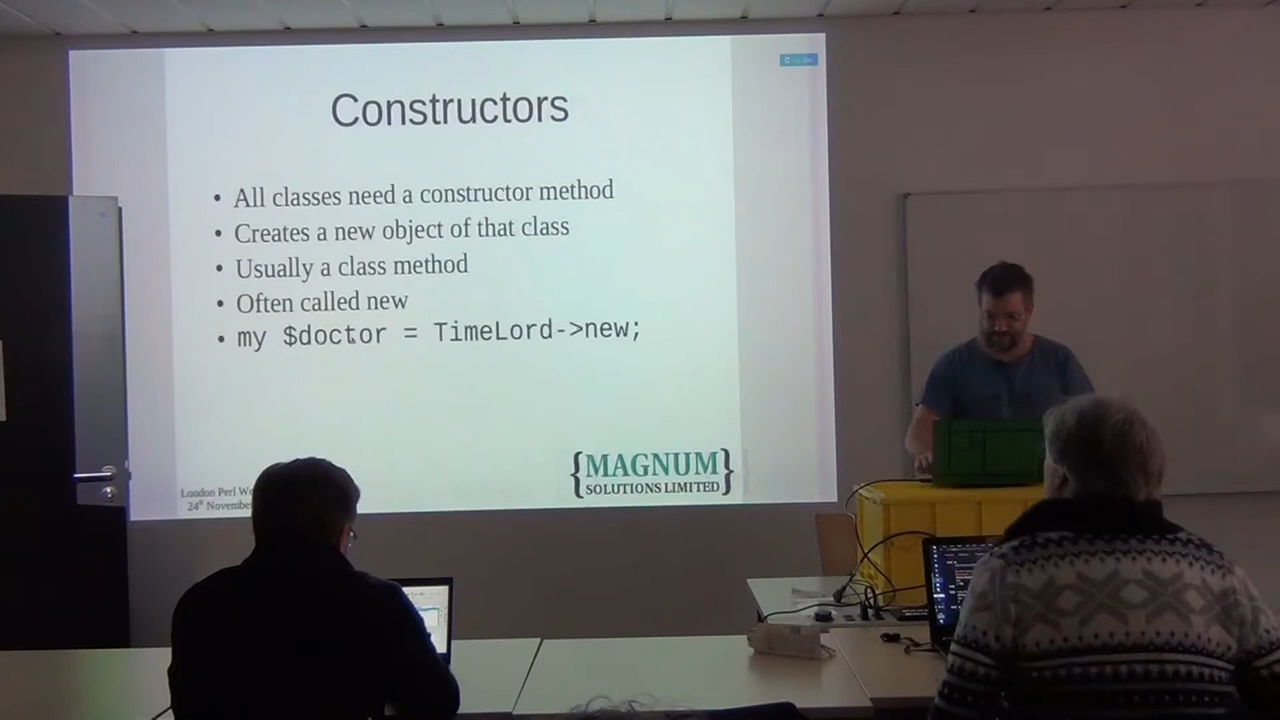 Constructors
• All classes need a constructor method
• Creates a new object of that class
• Usually a class method
• Often called new
• my $doctor = TimeLord->new;
{MAGNUM}
SOLUTIONS LIMITED
London Perl
24th November